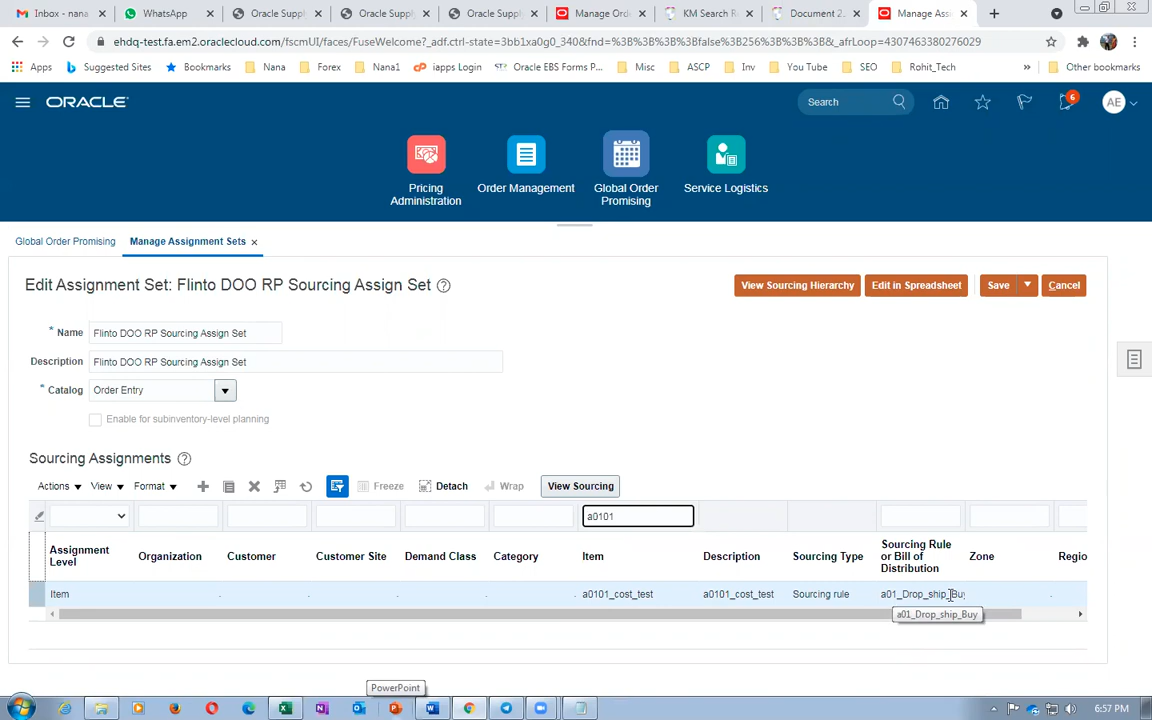 Inbox - nana
WhatsApp
Oracle Suppl
Oracle Suppl
Oracle Suppl
Manage Ord
KM Search R
Document 2
Manage Ass
ehdq-test.fa.em2.oraclecloud.com/fscmUI/faces/FuseWelcome?_adf.ctrl-state=3bb1xa0g0_340&fnd=%3B%3B%3B%3Bfalse%3B256%3B%3B%3B&_afrLoop=4307463380276029
Apps
Suggested Sites
Bookmarks
Nana
Forex
Nana1
iapps Login
Oracle EBS Forms P...
Misc
ASCP
Inv
You Tube
SEO
Rohit_Tech
»
Other bookmarks
ORACLE
Search
6
AE
Pricing
Administration
Order Management
Global Order
Promising
Service Logistics
Global Order Promising
Manage Assignment Sets
Edit Assignment Set: Flinto DOO RP Sourcing Assign Set
View Sourcing Hierarchy
Edit in Spreadsheet
Save
Cancel
* Name
Flinto DOO RP Sourcing Assign Set
Description
Flinto DOO RP Sourcing Assign Set
* Catalog
Order Entry
Enable for subinventory-level planning
Sourcing Assignments
Actions
View
Format
Freeze
Detach
Wrap
View Sourcing
a0101
Assignment
Level
Organization
Customer
Customer Site
Demand Class
Category
Item
Description
Sourcing Type
Sourcing Rule
or Bill of
Distribution
Zone
Regio
Item
a0101_cost_test
a0101_cost_test
Sourcing rule
a01_Drop_ship_Buy
a01_Drop_ship_Buy
PowerPoint
6:57 PM